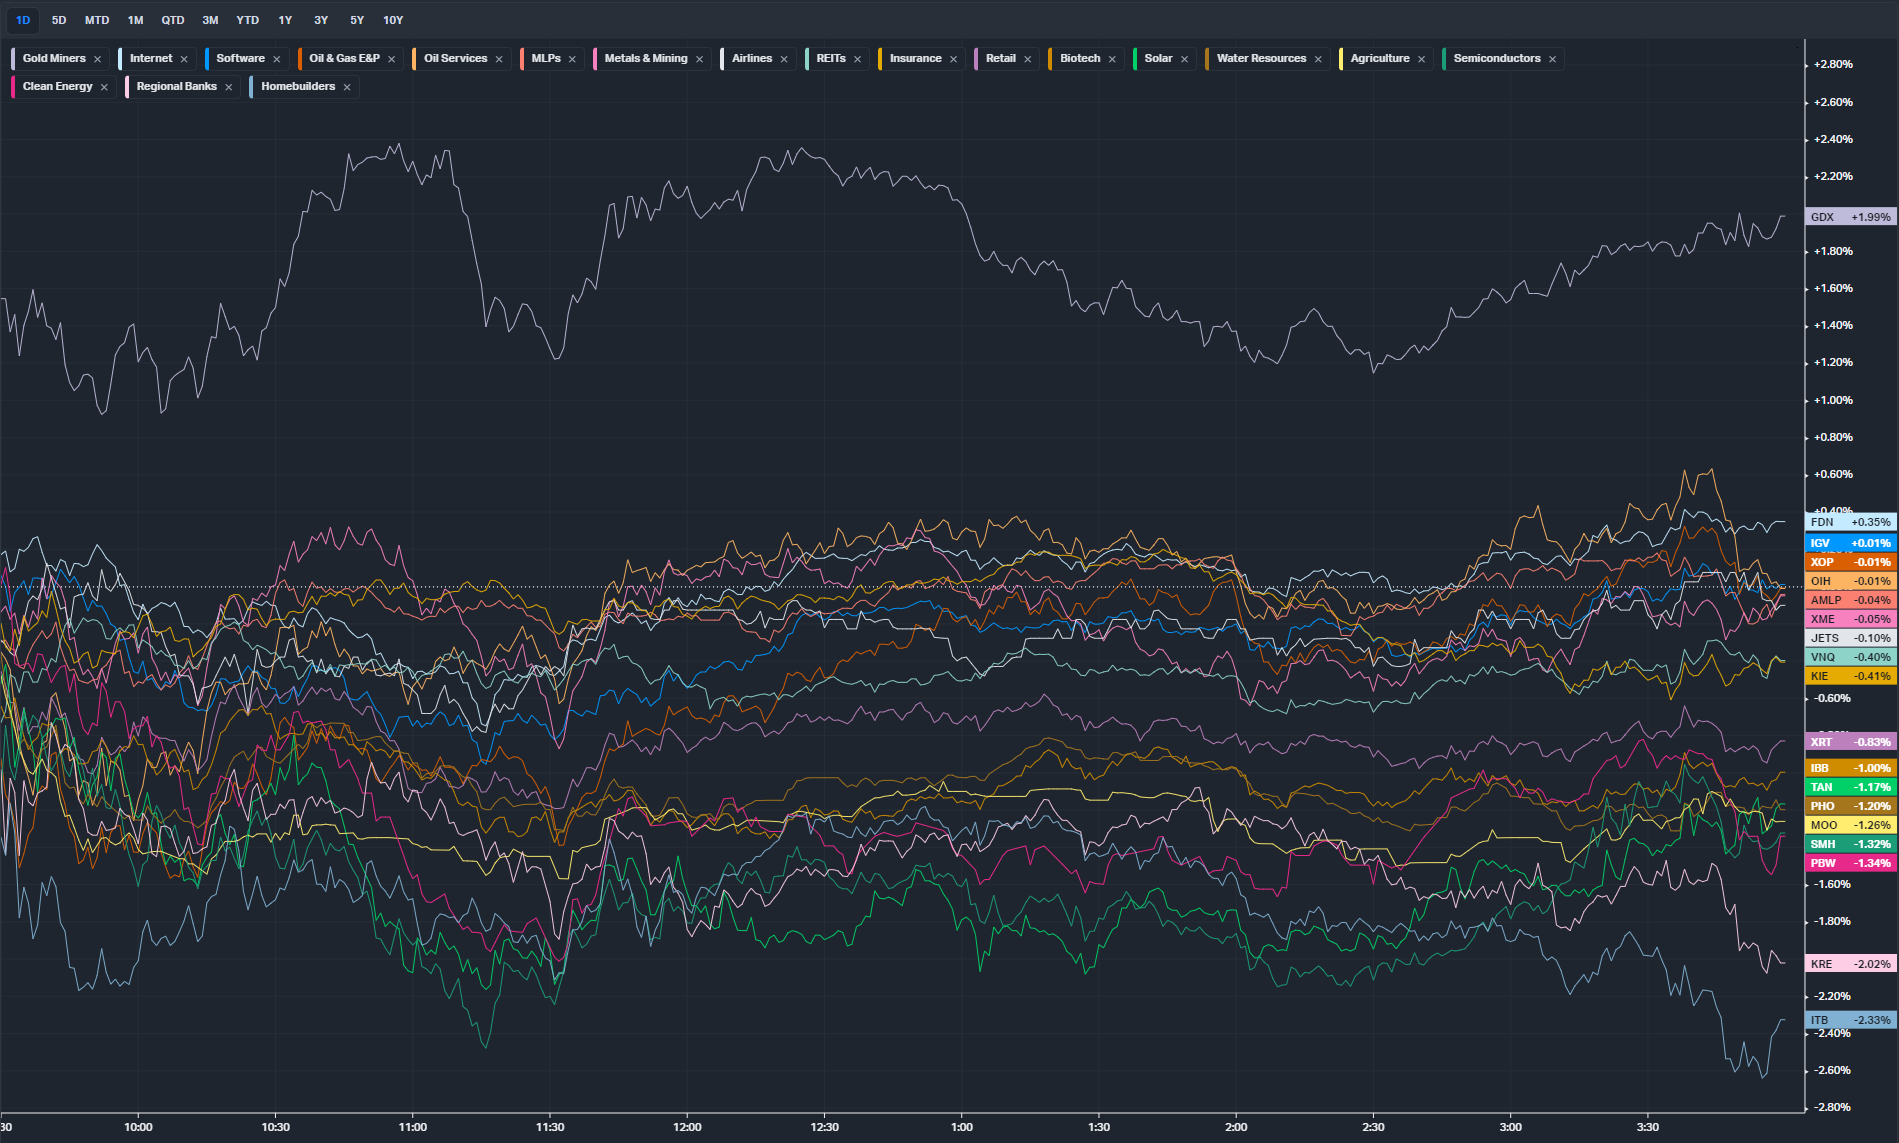 1D 5D MTD 1M QTD 3M YTD 1Y 3Y 5Y 10Y
Gold Miners × Internet × Software × Oil & Gas E&P × Oil Services × MLPs × Metals & Mining × Airlines × REITs × Insurance × Retail × Biotech × Solar × Water Resources × Agriculture × Semiconductors ×
Clean Energy × Regional Banks × Homebuilders ×
+2.80%
+2.60%
+2.40%
+2.20%
GDX +1.99%
+1.80%
+1.60%
+1.40%
+1.20%
+1.00%
+0.80%
+0.60%
+0.40%
FDN +0.35%
IGV +0.01%
XOP -0.01%
OIH -0.01%
AMLP -0.04%
XME -0.05%
JETS -0.10%
VNQ -0.40%
KIE -0.41%
-0.60%
XRT -0.83%
IBB -1.00%
TAN -1.17%
PHO -1.20%
MOO -1.26%
SMH -1.32%
PBW -1.34%
-1.60%
-1.80%
KRE -2.02%
-2.20%
ITB -2.33%
-2.40%
-2.60%
-2.80%
30 10:00 10:30 11:00 11:30 12:00 12:30 1:00 1:30 2:00 2:30 3:00 3:30